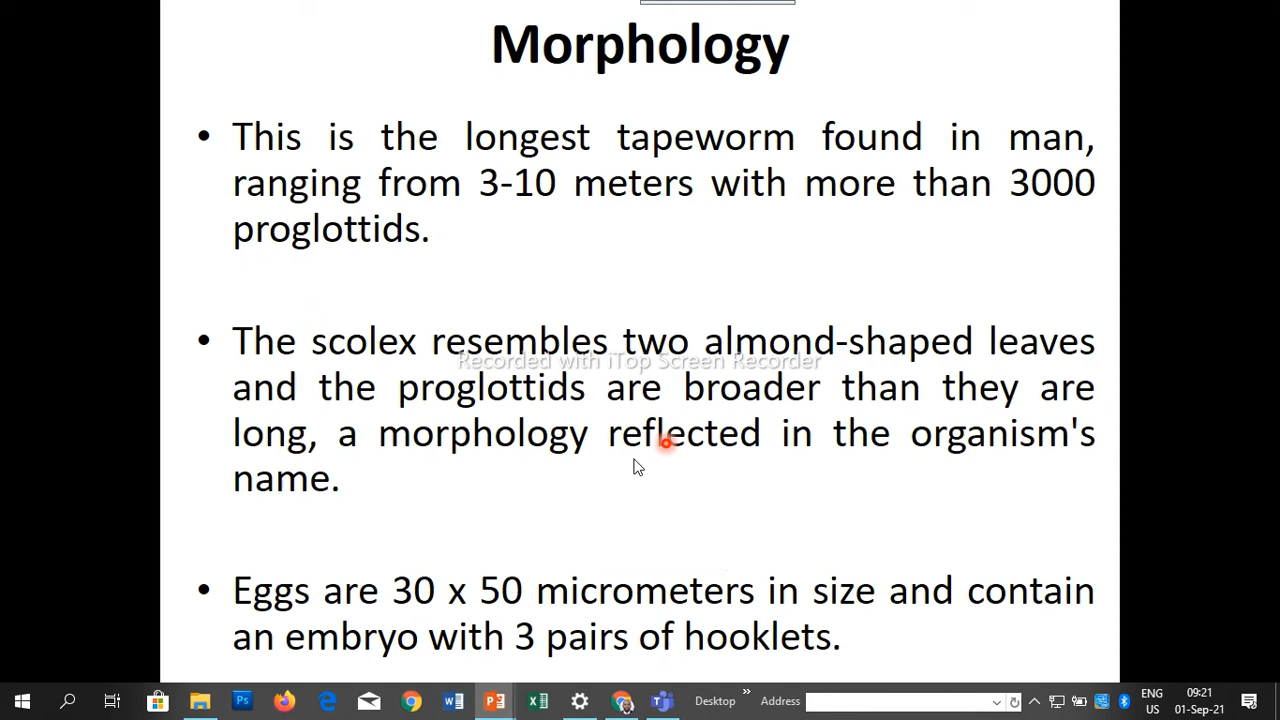 Morphology
• This is the longest tapeworm found in man,
ranging from 3-10 meters with more than 3000
proglottids.
• The scolex resembles two almond-shaped leaves
Recorded with iTop Screen Recorder
and the proglottids are broader than they are
long, a morphology reflected in the organism's
name.
• Eggs are 30 x 50 micrometers in size and contain
an embryo with 3 pairs of hooklets.
Desktop » Address ENG 09:21
US 01-Sep-21